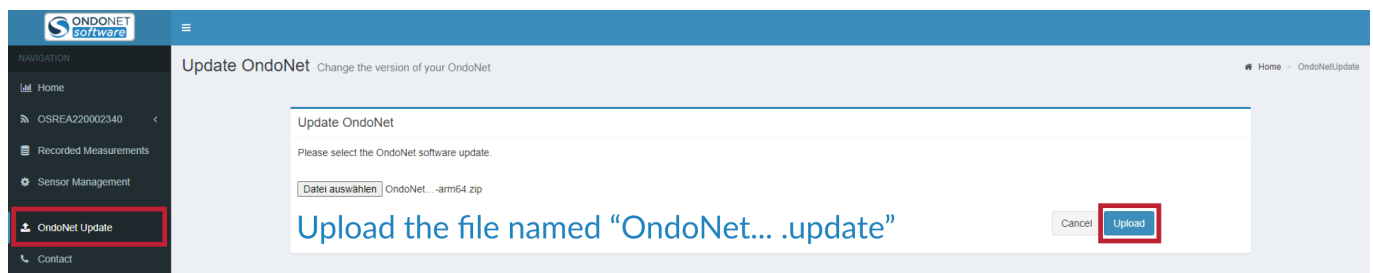 ONDONET
software
NAVIGATION
Home
OSREA220002340
Recorded Measurements
Sensor Management
OndoNet Update
Contact
Update OndoNet Change the version of your OndoNet
Home > OndoNetUpdate
Update OndoNet
Please select the OndoNet software update.
Datei auswählen OndoNet...-arm64.zip
Upload the file named “OndoNet... .update”
Cancel Upload